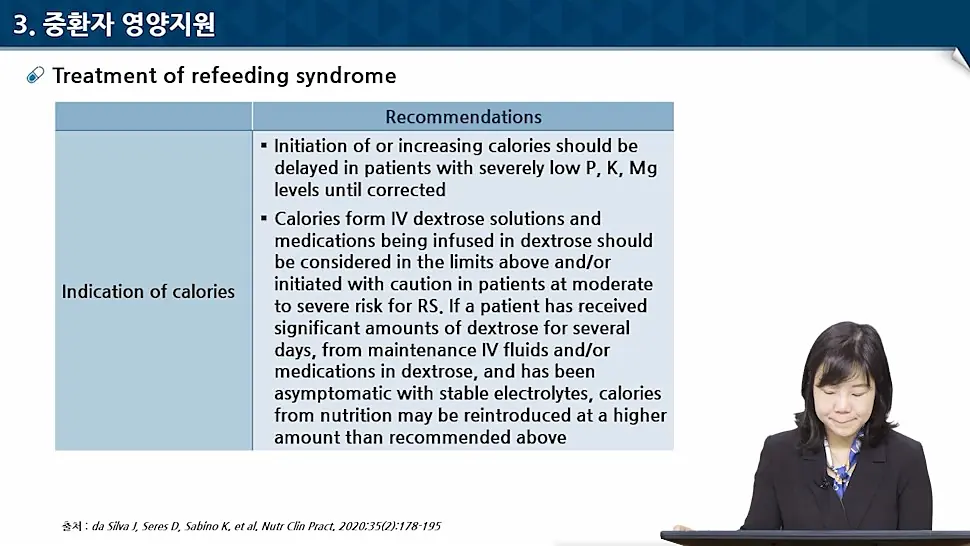 3. 중환자 영양지원
Treatment of refeeding syndrome
Recommendations
Indication of calories
▪ Initiation of or increasing calories should be
delayed in patients with severely low P, K, Mg
levels until corrected
▪ Calories form IV dextrose solutions and
medications being infused in dextrose should
be considered in the limits above and/or
initiated with caution in patients at moderate
to severe risk for RS. If a patient has received
significant amounts of dextrose for several
days, from maintenance IV fluids and/or
medications in dextrose, and has been
asymptomatic with stable electrolytes, calories
from nutrition may be reintroduced at a higher
amount than recommended above
출처 : da Silva J, Seres D, Sabino K, et al, Nutr Clin Pract, 2020:35(2):178-195